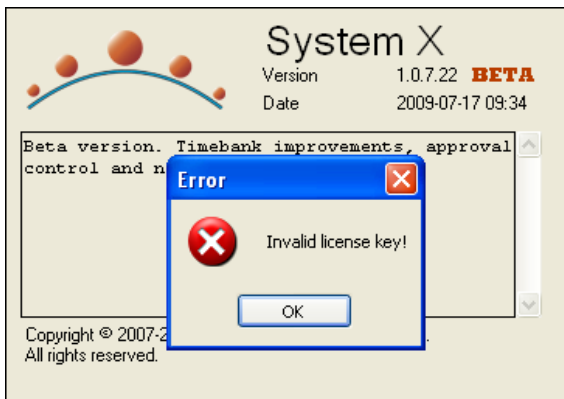 System X
Version 1.0.7.22 BETA
Date 2009-07-17 09:34
Beta version. Timebank improvements, approval
control and n
Error
Invalid license key!
OK
Copyright © 2007-2 .
All rights reserved.